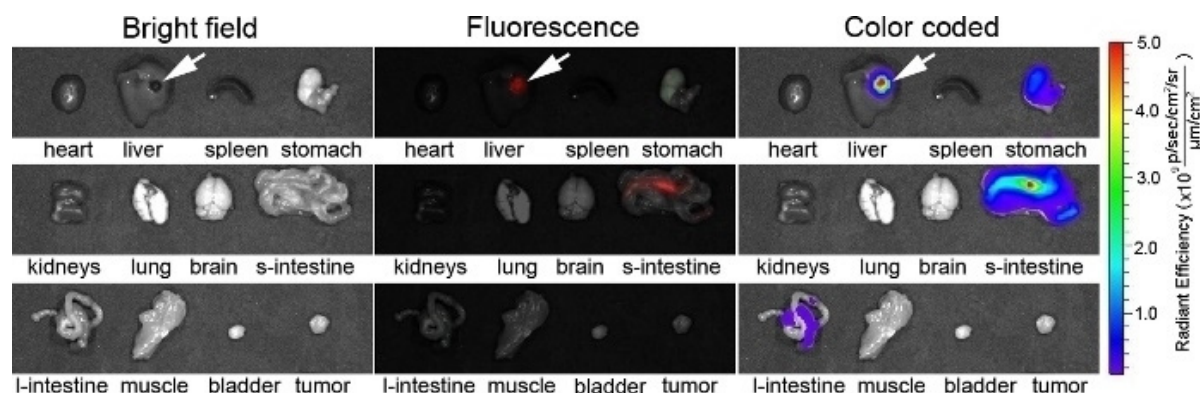 Bright field Fluorescence Color coded
heart liver spleen stomach heart liver spleen stomach heart liver spleen stomach
kidneys lung brain s-intestine kidneys lung brain s-intestine kidneys lung brain s-intestine
l-intestine muscle bladder tumor l-intestine muscle bladder tumor l-intestine muscle bladder tumor
5.0
4.0
3.0
2.0
1.0
Radiant Efficiency (x10⁹ p/sec/cm²/sr / µm/cm²)